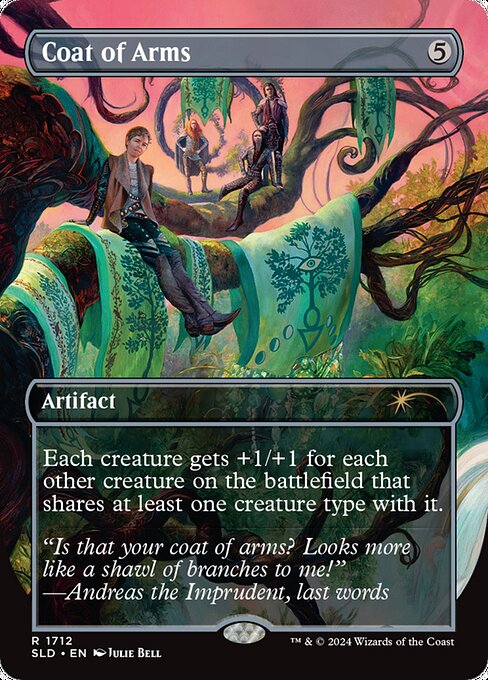 Coat of Arms 5
Artifact
Each creature gets +1/+1 for each
other creature on the battlefield that
shares at least one creature type with it.
“Is that your coat of arms? Looks more
like a shawl of branches to me!”
—Andreas the Imprudent, last words
R 1712
SLD • EN Julie Bell
™ & © 2024 Wizards of the Coast